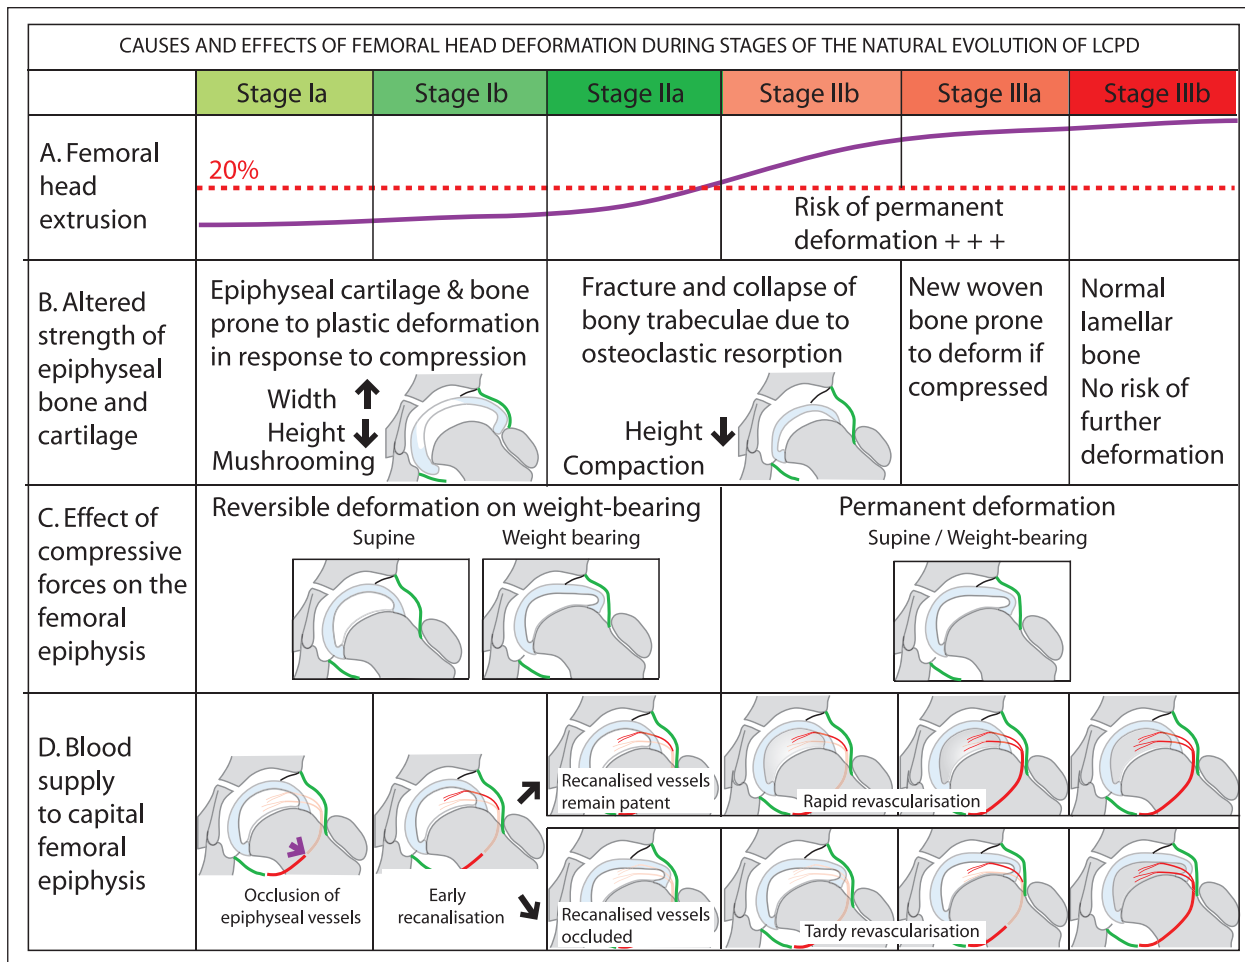 CAUSES AND EFFECTS OF FEMORAL HEAD DEFORMATION DURING STAGES OF THE NATURAL EVOLUTION OF LCPD
Stage Ia
Stage Ib
Stage IIa
Stage IIb
Stage IIIa
Stage IIIb
A. Femoral
head
extrusion
20%
Risk of permanent
deformation + + +
B. Altered
strength of
epiphyseal
bone and
cartilage
Epiphyseal cartilage & bone
prone to plastic deformation
in response to compression
Width
Height
Mushrooming
Fracture and collapse of
bony trabeculae due to
osteoclastic resorption
Height
Compaction
New woven
bone prone
to deform if
compressed
Normal
lamellar
bone
No risk of
further
deformation
C. Effect of
compressive
forces on the
femoral
epiphysis
Reversible deformation on weight-bearing
Supine
Weight bearing
Permanent deformation
Supine / Weight-bearing
D. Blood
supply
to capital
femoral
epiphysis
Occlusion of
epiphyseal vessels
Early
recanalisation
Recanalised vessels
remain patent
Rapid revascularisation
Recanalised vessels
occluded
Tardy revascularisation